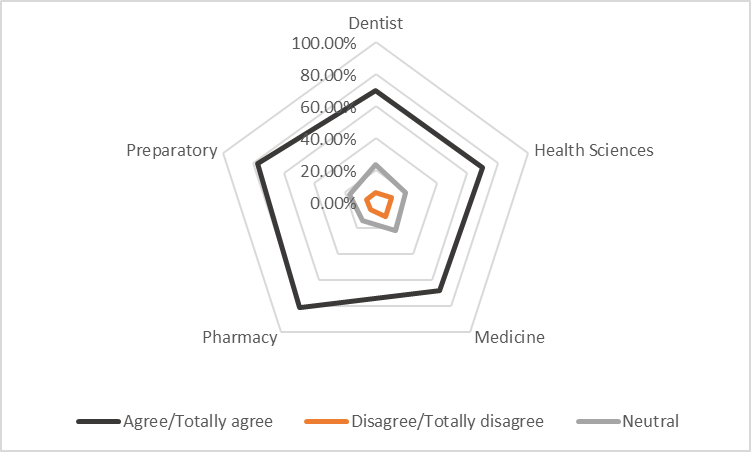 Dentist
100.00%
80.00%
60.00%
40.00%
20.00%
0.00%
Preparatory
Health Sciences
Pharmacy
Medicine
Agree/Totally agree
Disagree/Totally disagree
Neutral